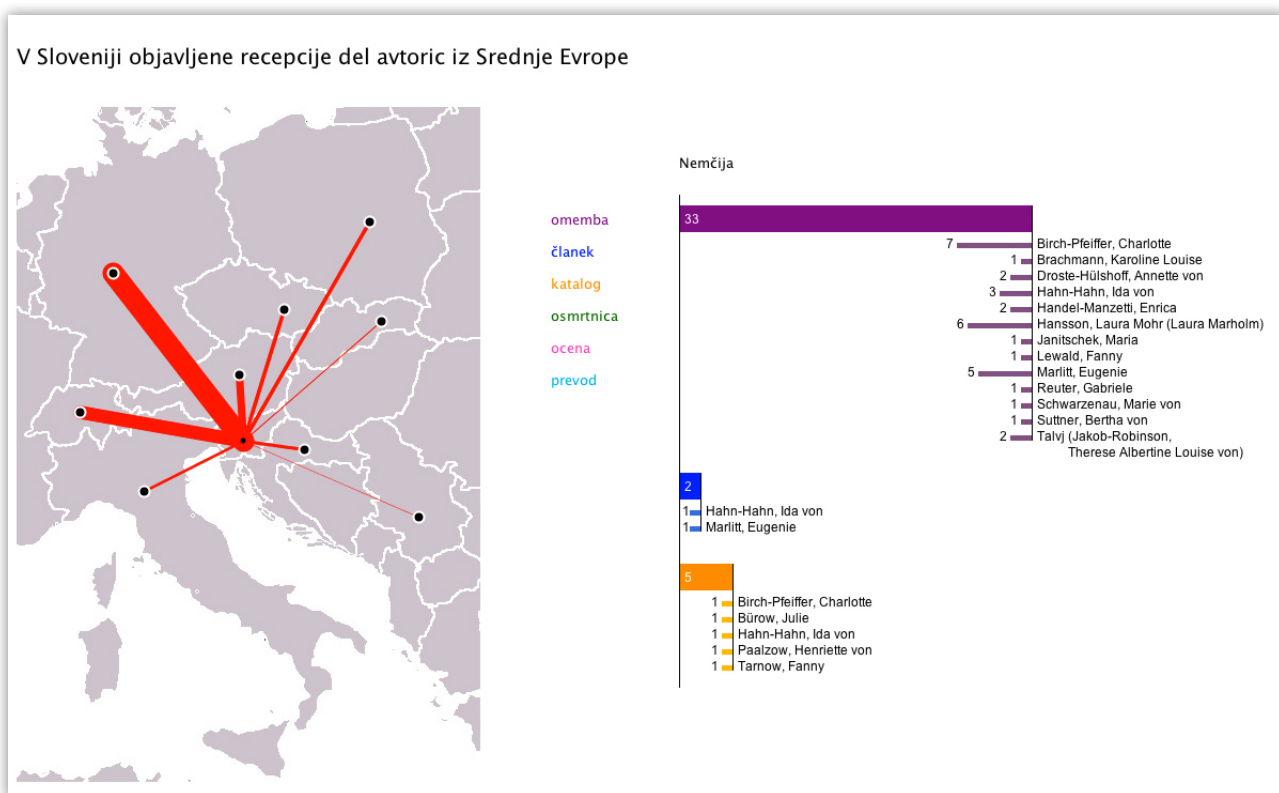 V Sloveniji objavljene recepcije del avtoric iz Srednje Evrope
omemba
članek
katalog
osmrtnica
ocena
prevod
Nemčija
33
7 Birch-Pfeiffer, Charlotte
1 Brachmann, Karoline Louise
2 Droste-Hülshoff, Annette von
3 Hahn-Hahn, Ida von
2 Handel-Manzetti, Enrica
6 Hansson, Laura Mohr (Laura Marholm)
1 Janitschek, Maria
1 Lewald, Fanny
5 Marlitt, Eugenie
1 Reuter, Gabriele
1 Schwarzenau, Marie von
1 Suttner, Bertha von
2 Talvj (Jakob-Robinson,
Therese Albertine Louise von)
2
1 Hahn-Hahn, Ida von
1 Marlitt, Eugenie
5
1 Birch-Pfeiffer, Charlotte
1 Bürow, Julie
1 Hahn-Hahn, Ida von
1 Paalzow, Henriette von
1 Tarnow, Fanny